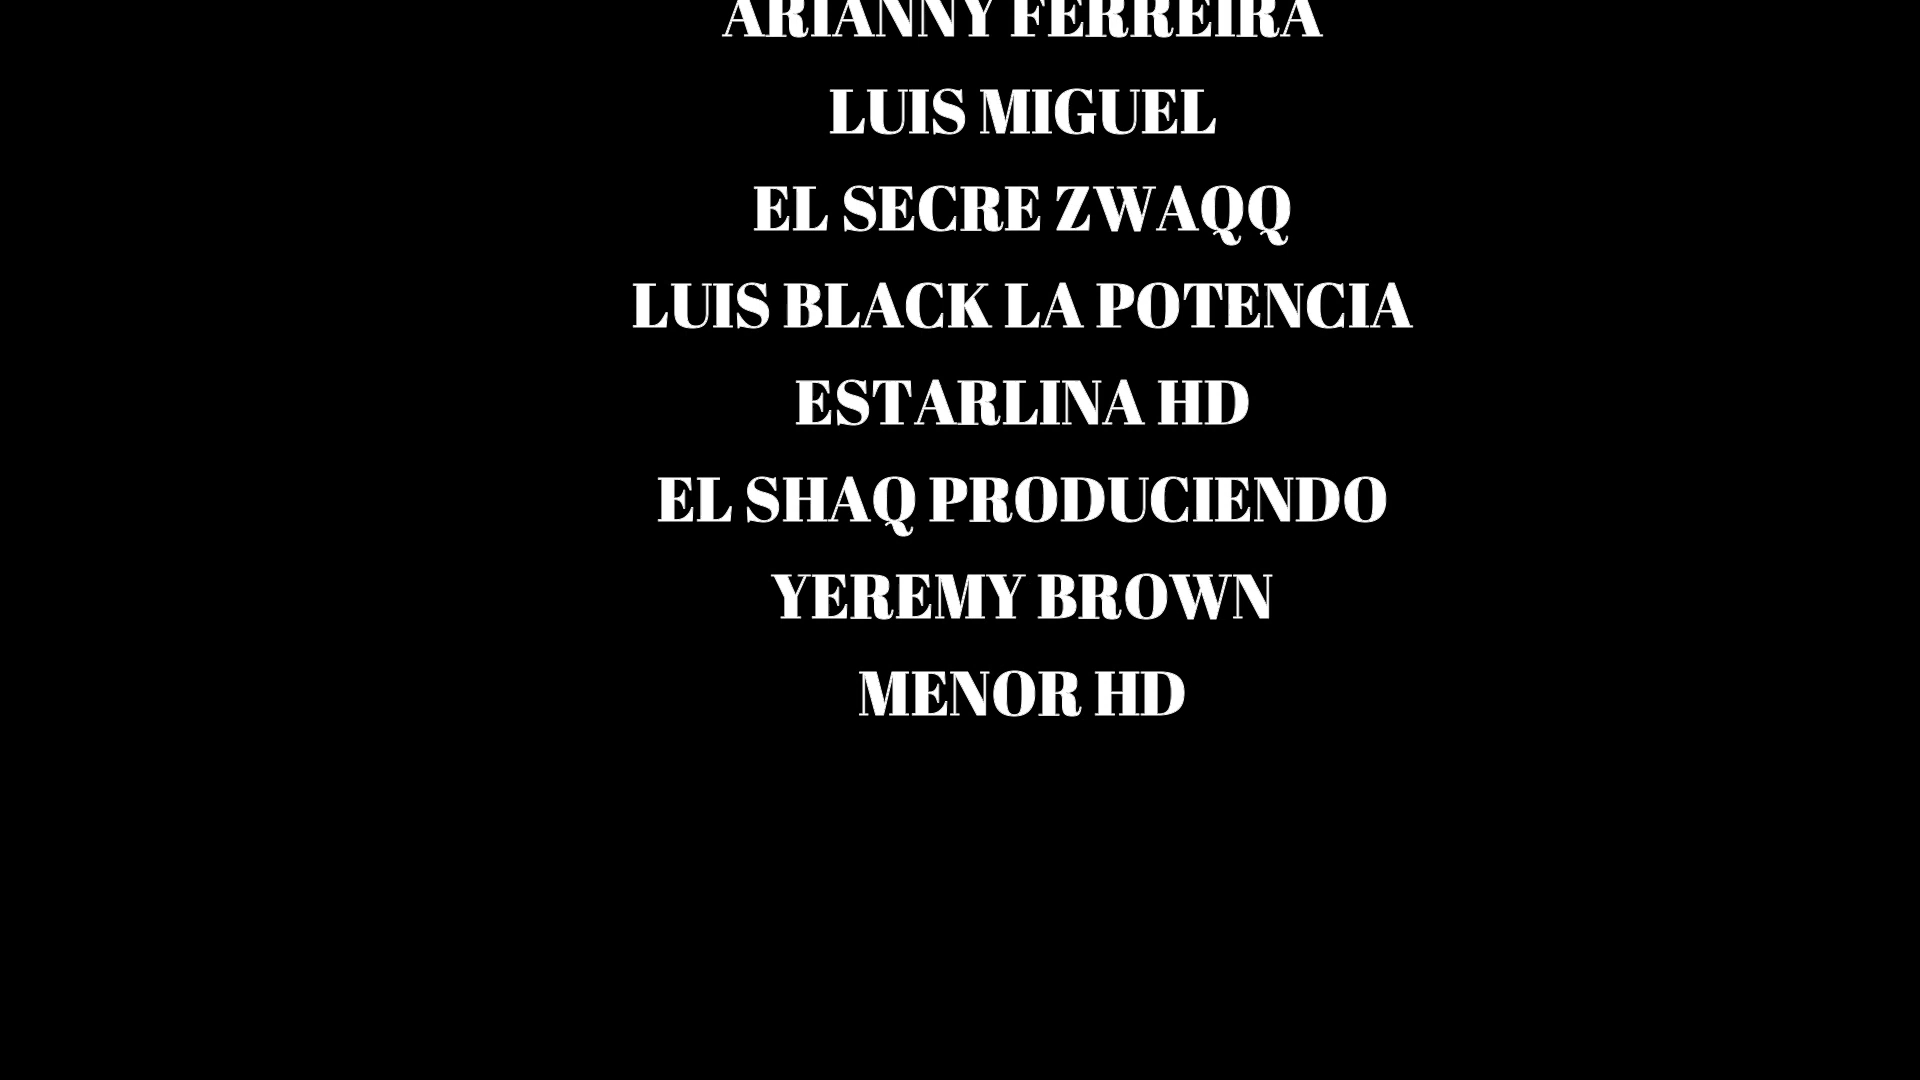 ARIANNY FERREIRA
LUIS MIGUEL
EL SECRE ZWAQQ
LUIS BLACK LA POTENCIA
ESTARLINA HD
EL SHAQ PRODUCIENDO
YEREMY BROWN
MENOR HD